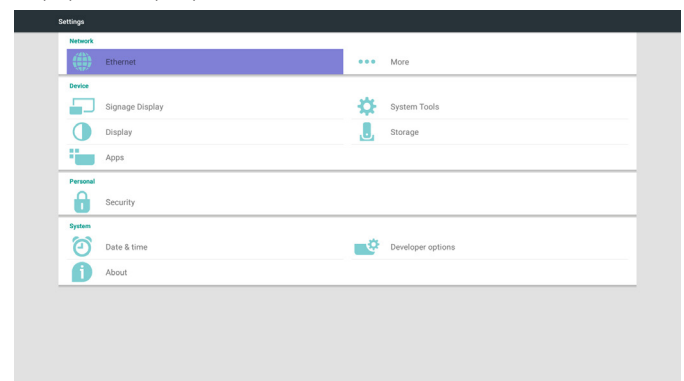 Settings
Network
Ethernet
More
Device
Signage Display
System Tools
Display
Storage
Apps
Personal
Security
System
Date & time
Developer options
About